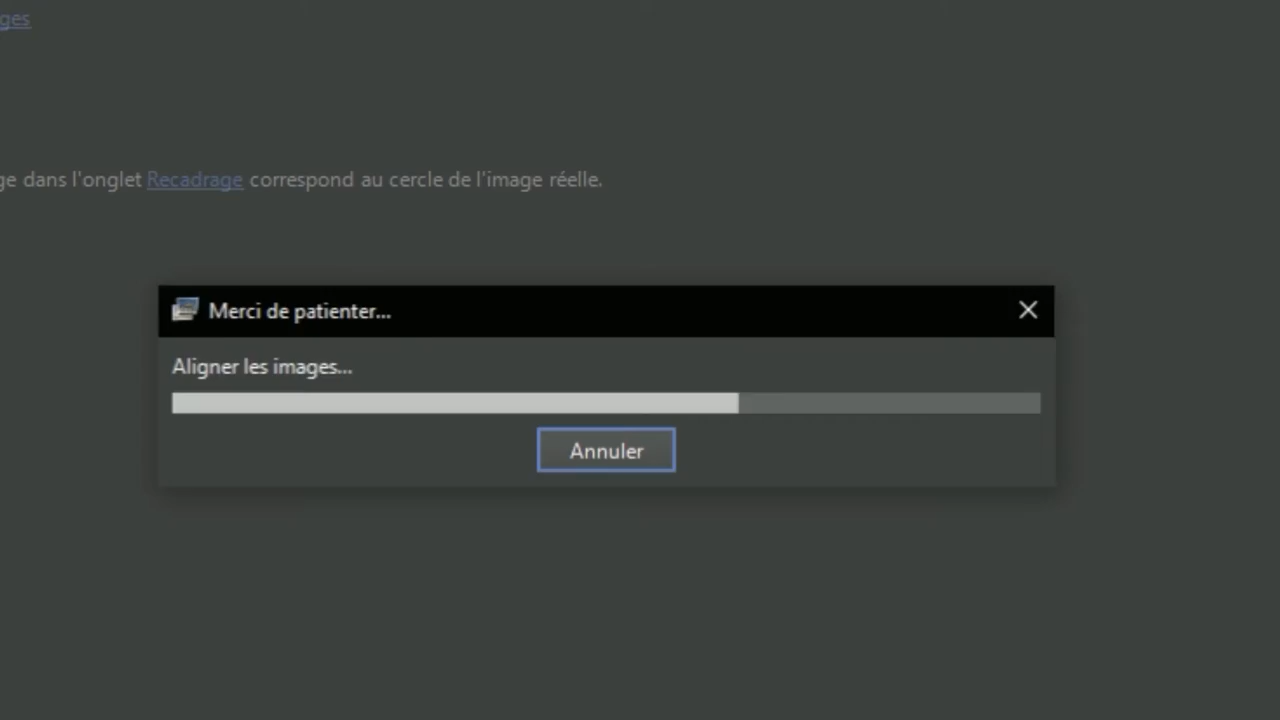 ges
ge dans l'onglet Recadrage correspond au cercle de l'image réelle.
Merci de patienter...
Aligner les images...
Annuler